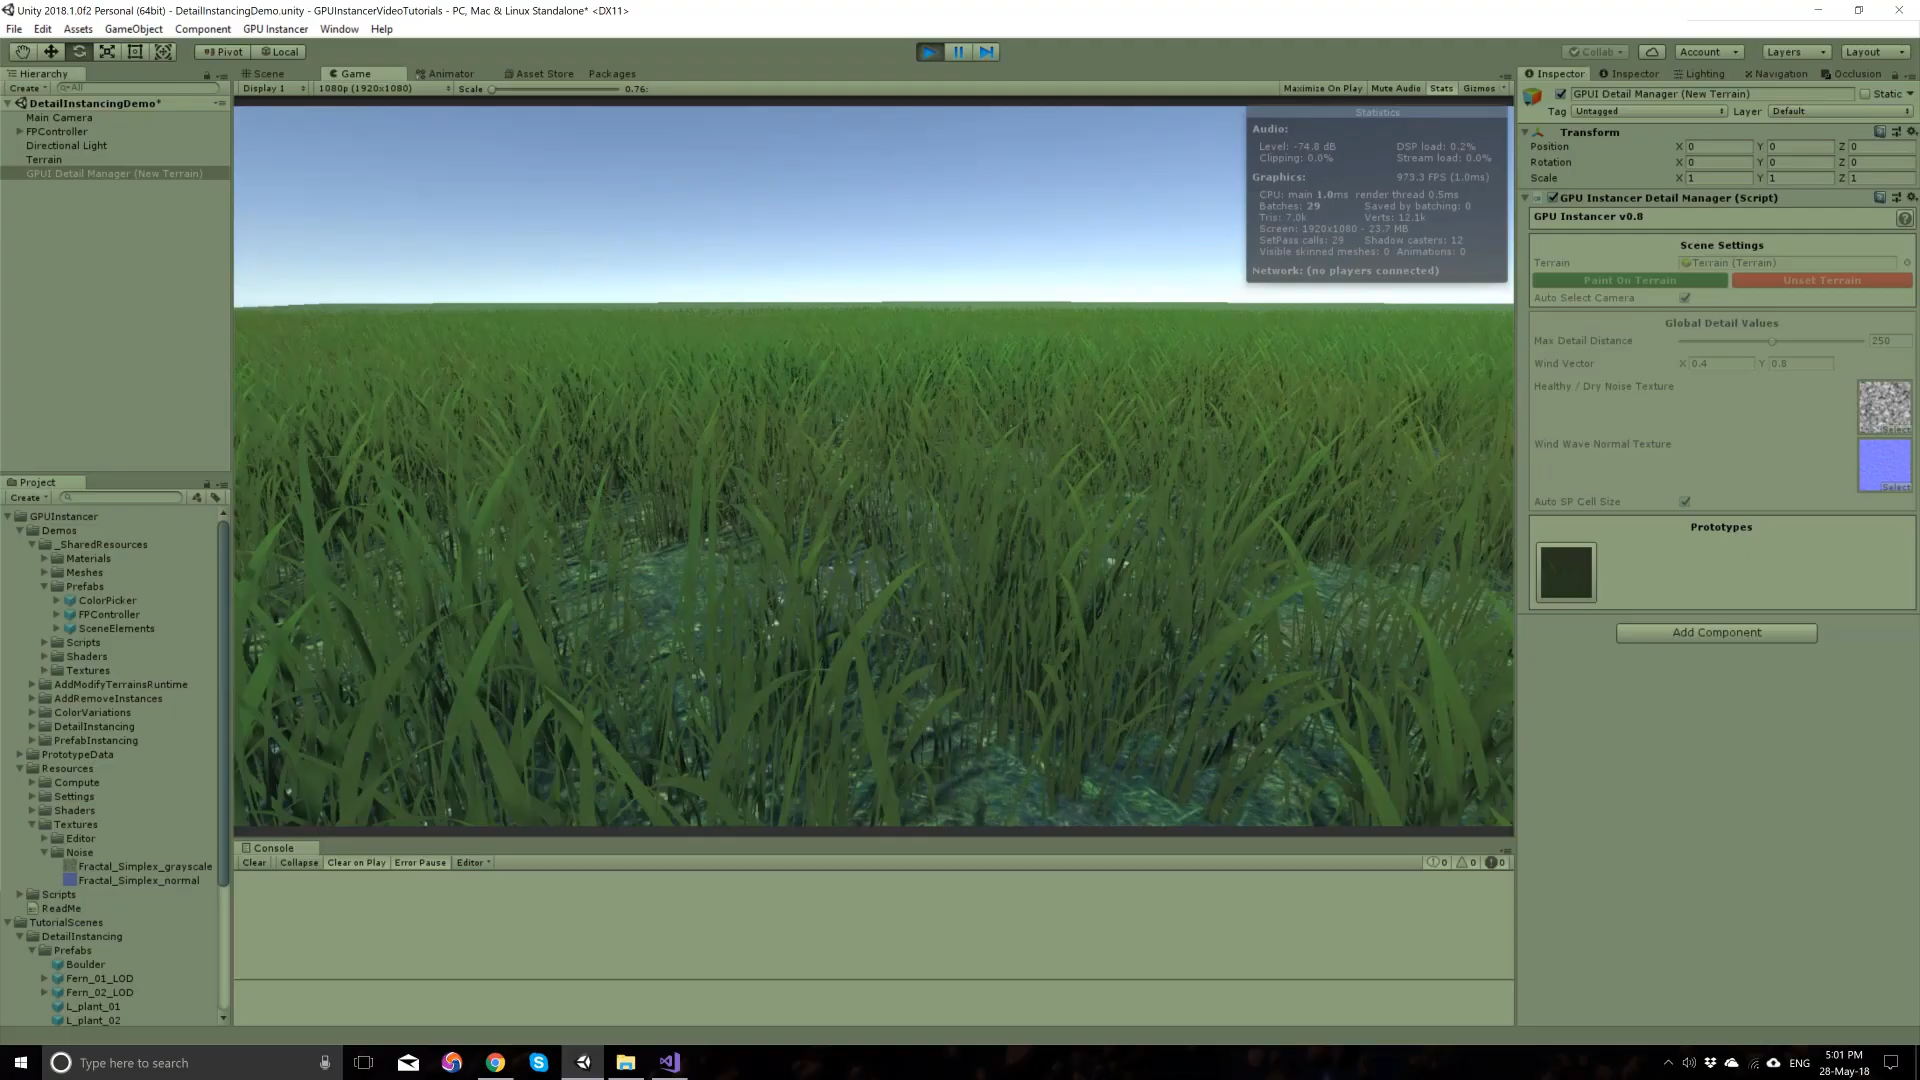 Unity 2018.1.0f2 Personal (64bit) - DetailInstancingDemo.unity - GPUInstancerVideoTutorials - PC, Mac & Linux Standalone* <DX11>
File Edit Assets GameObject Component GPU Instancer Window Help
Pivot Local
Collab Account Layers Layout
Hierarchy
Create All
DetailInstancingDemo*
Main Camera
FPController
Directional Light
Terrain
GPUI Detail Manager (New Terrain)
Project
Create
GPUInstancer
Demos
_SharedResources
Materials
Meshes
Prefabs
ColorPicker
FPController
SceneElements
Scripts
Shaders
Textures
AddModifyTerrainsRuntime
AddRemoveInstances
ColorVariations
DetailInstancing
PrefabInstancing
PrototypeData
Resources
Compute
Settings
Shaders
Textures
Editor
Noise
Fractal_Simplex_grayscale
Fractal_Simplex_normal
Scripts
ReadMe
TutorialScenes
DetailInstancing
Prefabs
Boulder
Fern_01_LOD
Fern_02_LOD
L_plant_01
L_plant_02
Scene Game Animator Asset Store Packages
Display 1 1080p (1920x1080) Scale 0.76: Maximize On Play Mute Audio Stats Gizmos
Statistics
Audio:
Level: -74.8 dB DSP load: 0.2%
Clipping: 0.0% Stream load: 0.0%
Graphics: 973.3 FPS (1.0ms)
CPU: main 1.0ms render thread 0.5ms
Batches: 29 Saved by batching: 0
Tris: 7.0k Verts: 12.1k
Screen: 1920x1080 - 23.7 MB
SetPass calls: 29 Shadow casters: 12
Visible skinned meshes: 0 Animations: 0
Network: (no players connected)
Console
Clear Collapse Clear on Play Error Pause Editor 0 0 0
Inspector Inspector Lighting Navigation Occlusion
GPUI Detail Manager (New Terrain) Static
Tag Untagged Layer Default
Transform
Position X 0 Y 0 Z 0
Rotation X 0 Y 0 Z 0
Scale X 1 Y 1 Z 1
GPU Instancer Detail Manager (Script)
GPU Instancer v0.8
Scene Settings
Terrain Terrain (Terrain)
Paint On Terrain Unset Terrain
Auto Select Camera
Global Detail Values
Max Detail Distance 250
Wind Vector X 0.4 Y 0.8
Healthy / Dry Noise Texture
Select
Wind Wave Normal Texture
Select
Auto SP Cell Size
Prototypes
Add Component
Type here to search
ENG
5:01 PM
28-May-18